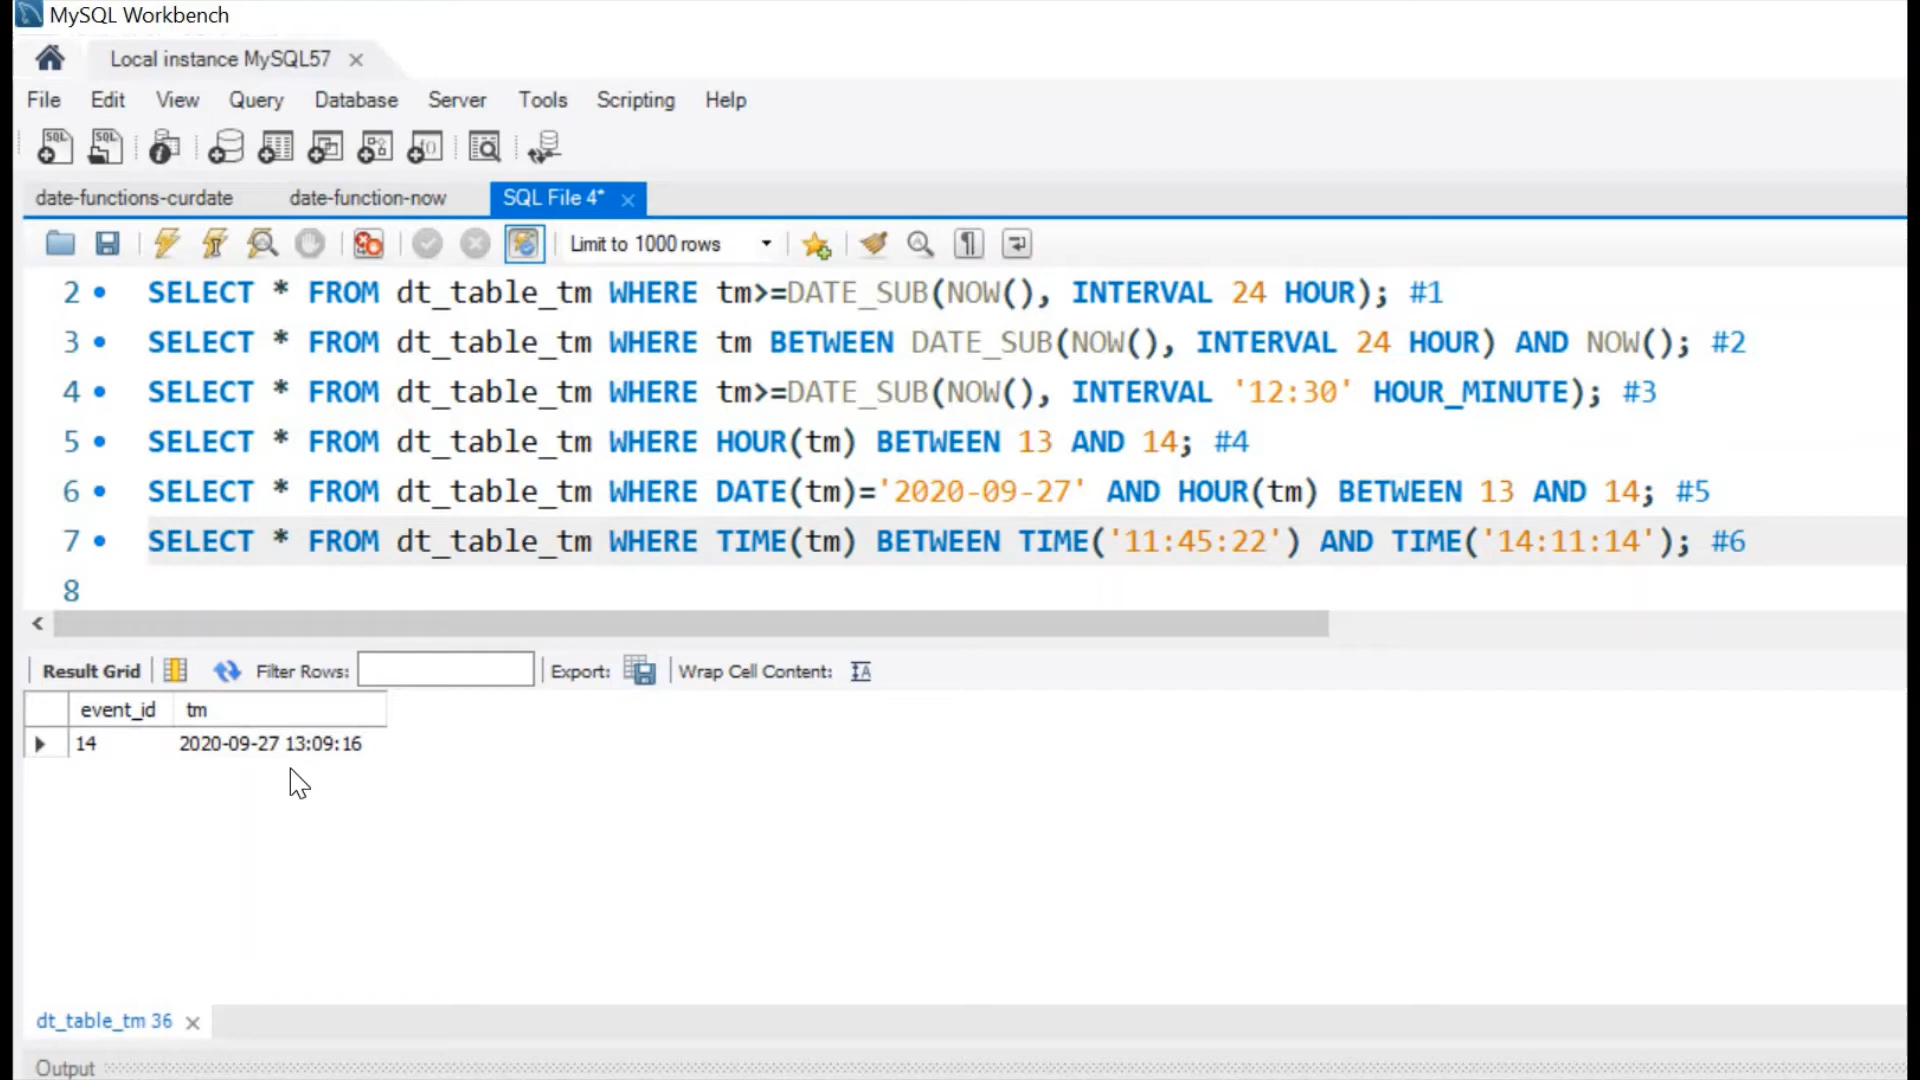 MySQL Workbench
Local instance MySQL57
File Edit View Query Database Server Tools Scripting Help
SQL SQL
date-functions-curdate date-function-now SQL File 4*
Limit to 1000 rows
2 SELECT * FROM dt_table_tm WHERE tm>=DATE_SUB(NOW(), INTERVAL 24 HOUR); #1
3 SELECT * FROM dt_table_tm WHERE tm BETWEEN DATE_SUB(NOW(), INTERVAL 24 HOUR) AND NOW(); #2
4 SELECT * FROM dt_table_tm WHERE tm>=DATE_SUB(NOW(), INTERVAL '12:30' HOUR_MINUTE); #3
5 SELECT * FROM dt_table_tm WHERE HOUR(tm) BETWEEN 13 AND 14; #4
6 SELECT * FROM dt_table_tm WHERE DATE(tm)='2020-09-27' AND HOUR(tm) BETWEEN 13 AND 14; #5
7 SELECT * FROM dt_table_tm WHERE TIME(tm) BETWEEN TIME('11:45:22') AND TIME('14:11:14'); #6
8
Result Grid Filter Rows: Export: Wrap Cell Content:
event_id tm
14 2020-09-27 13:09:16
dt_table_tm 36
Output